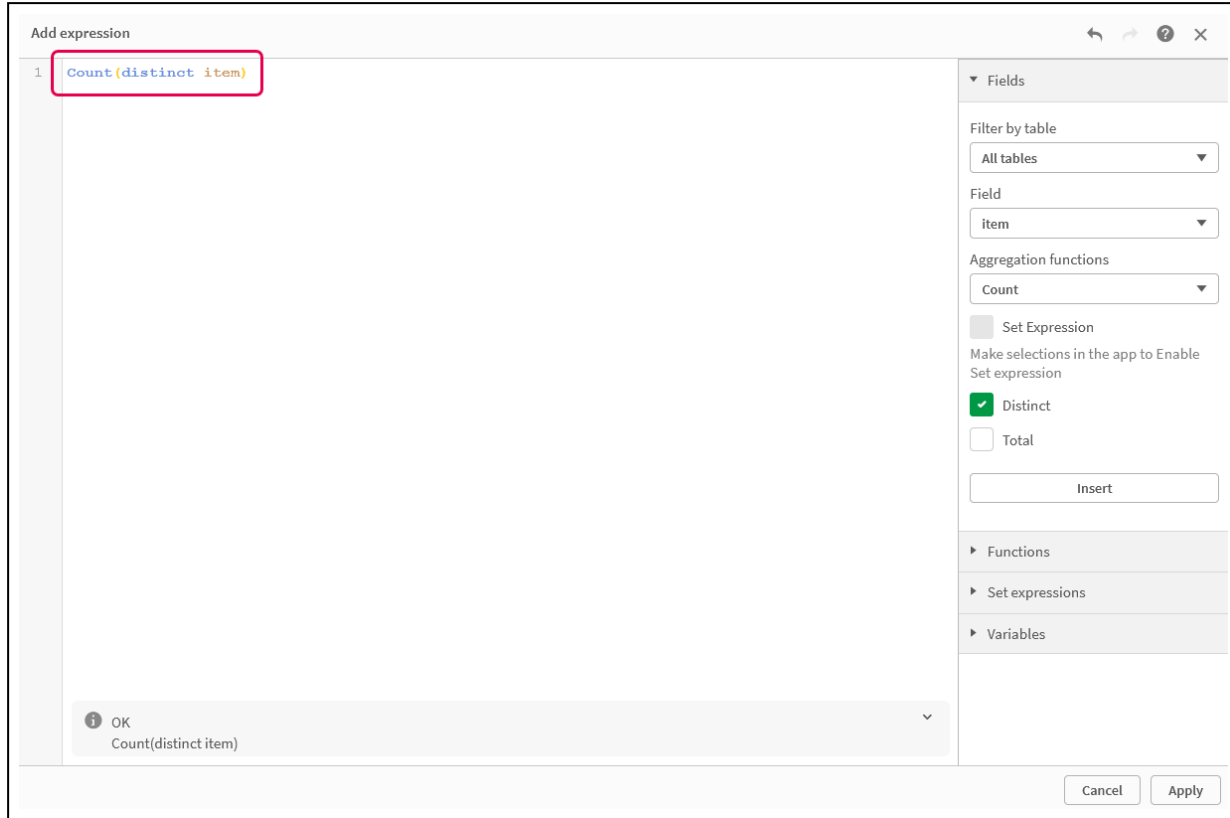 Add expression
1 Count(distinct item)
Fields
Filter by table
All tables
Field
item
Aggregation functions
Count
Set Expression
Make selections in the app to Enable
Set expression
Distinct
Total
Insert
Functions
Set expressions
Variables
OK
Count(distinct item)
Cancel Apply